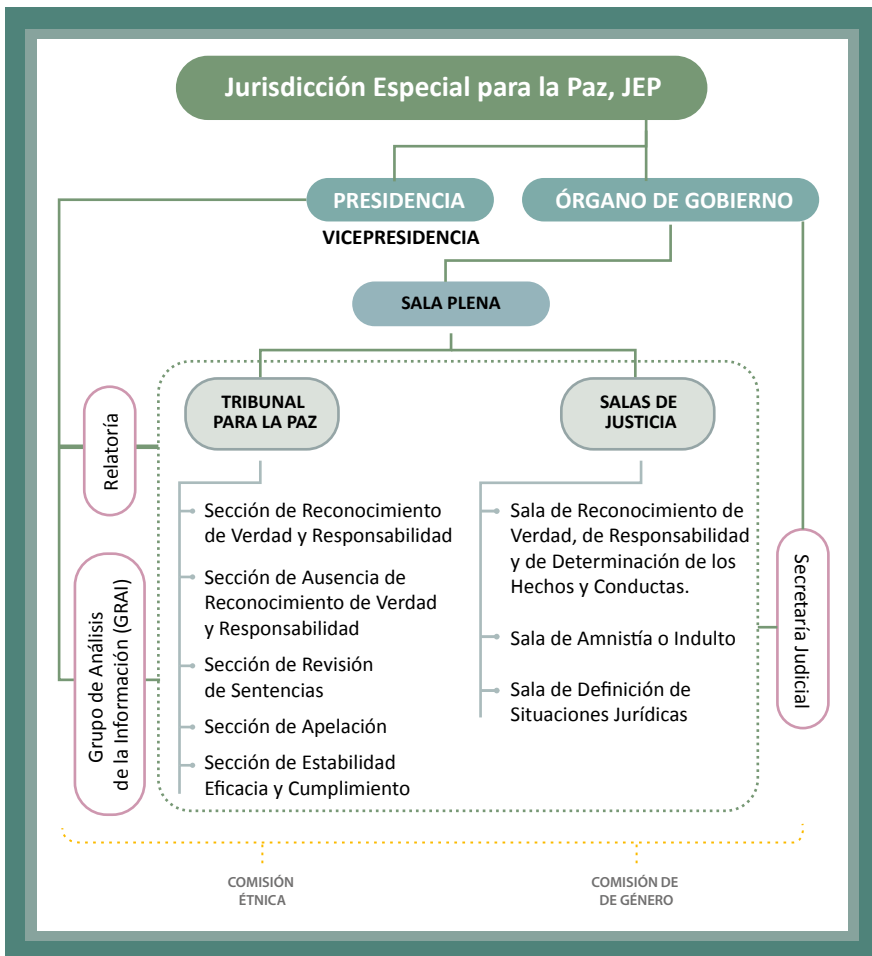 Jurisdicción Especial para la Paz, JEP
PRESIDENCIA
ÓRGANO DE GOBIERNO
VICEPRESIDENCIA
SALA PLENA
TRIBUNAL
PARA LA PAZ
SALAS DE
JUSTICIA
Relatoría
Grupo de Análisis
de la Información (GRAI)
Sección de Reconocimiento
de Verdad y Responsabilidad
Sección de Ausencia de
Reconocimiento de Verdad
y Responsabilidad
Sección de Revisión
de Sentencias
Sección de Apelación
Sección de Estabilidad
Eficacia y Cumplimiento
Sala de Reconocimiento de
Verdad, de Responsabilidad
y de Determinación de los
Hechos y Conductas.
Sala de Amnistía o Indulto
Sala de Definición de
Situaciones Jurídicas
Secretaría Judicial
COMISIÓN
ÉTNICA
COMISIÓN DE
DE GÉNERO